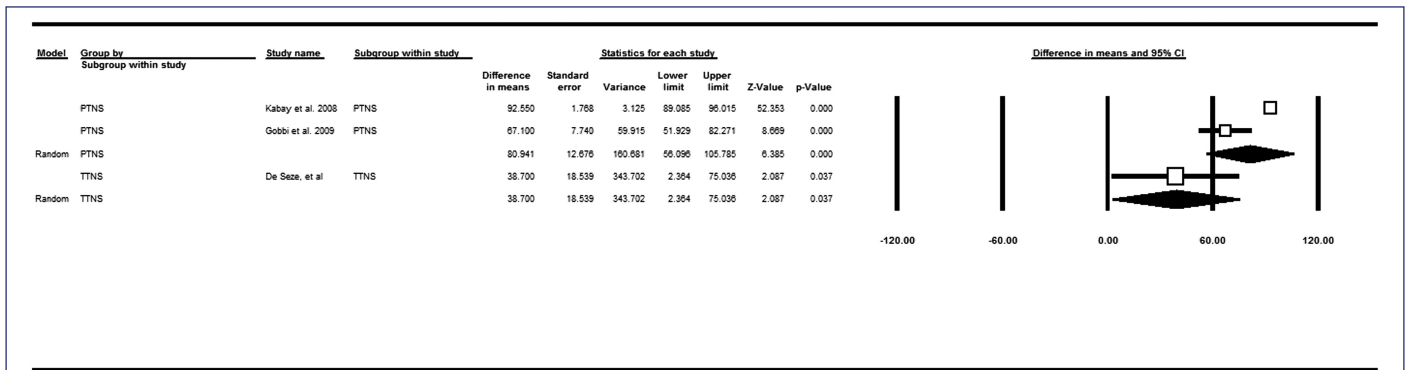 Model Group by Study name Subgroup within study Statistics for each study Difference in means and 95% CI
Subgroup within study
Difference Standard Lower Upper
in means error Variance limit limit Z-Value p-Value
PTNS Kabay et al. 2008 PTNS 92.550 1.768 3.125 89.085 96.015 52.353 0.000
PTNS Gobbi et al. 2009 PTNS 67.100 7.740 59.915 51.929 82.271 8.669 0.000
Random PTNS 80.941 12.676 160.681 56.096 105.785 6.385 0.000
TTNS De Seze, et al TTNS 38.700 18.539 343.702 2.364 75.036 2.087 0.037
Random TTNS 38.700 18.539 343.702 2.364 75.036 2.087 0.037
-120.00 -60.00 0.00 60.00 120.00